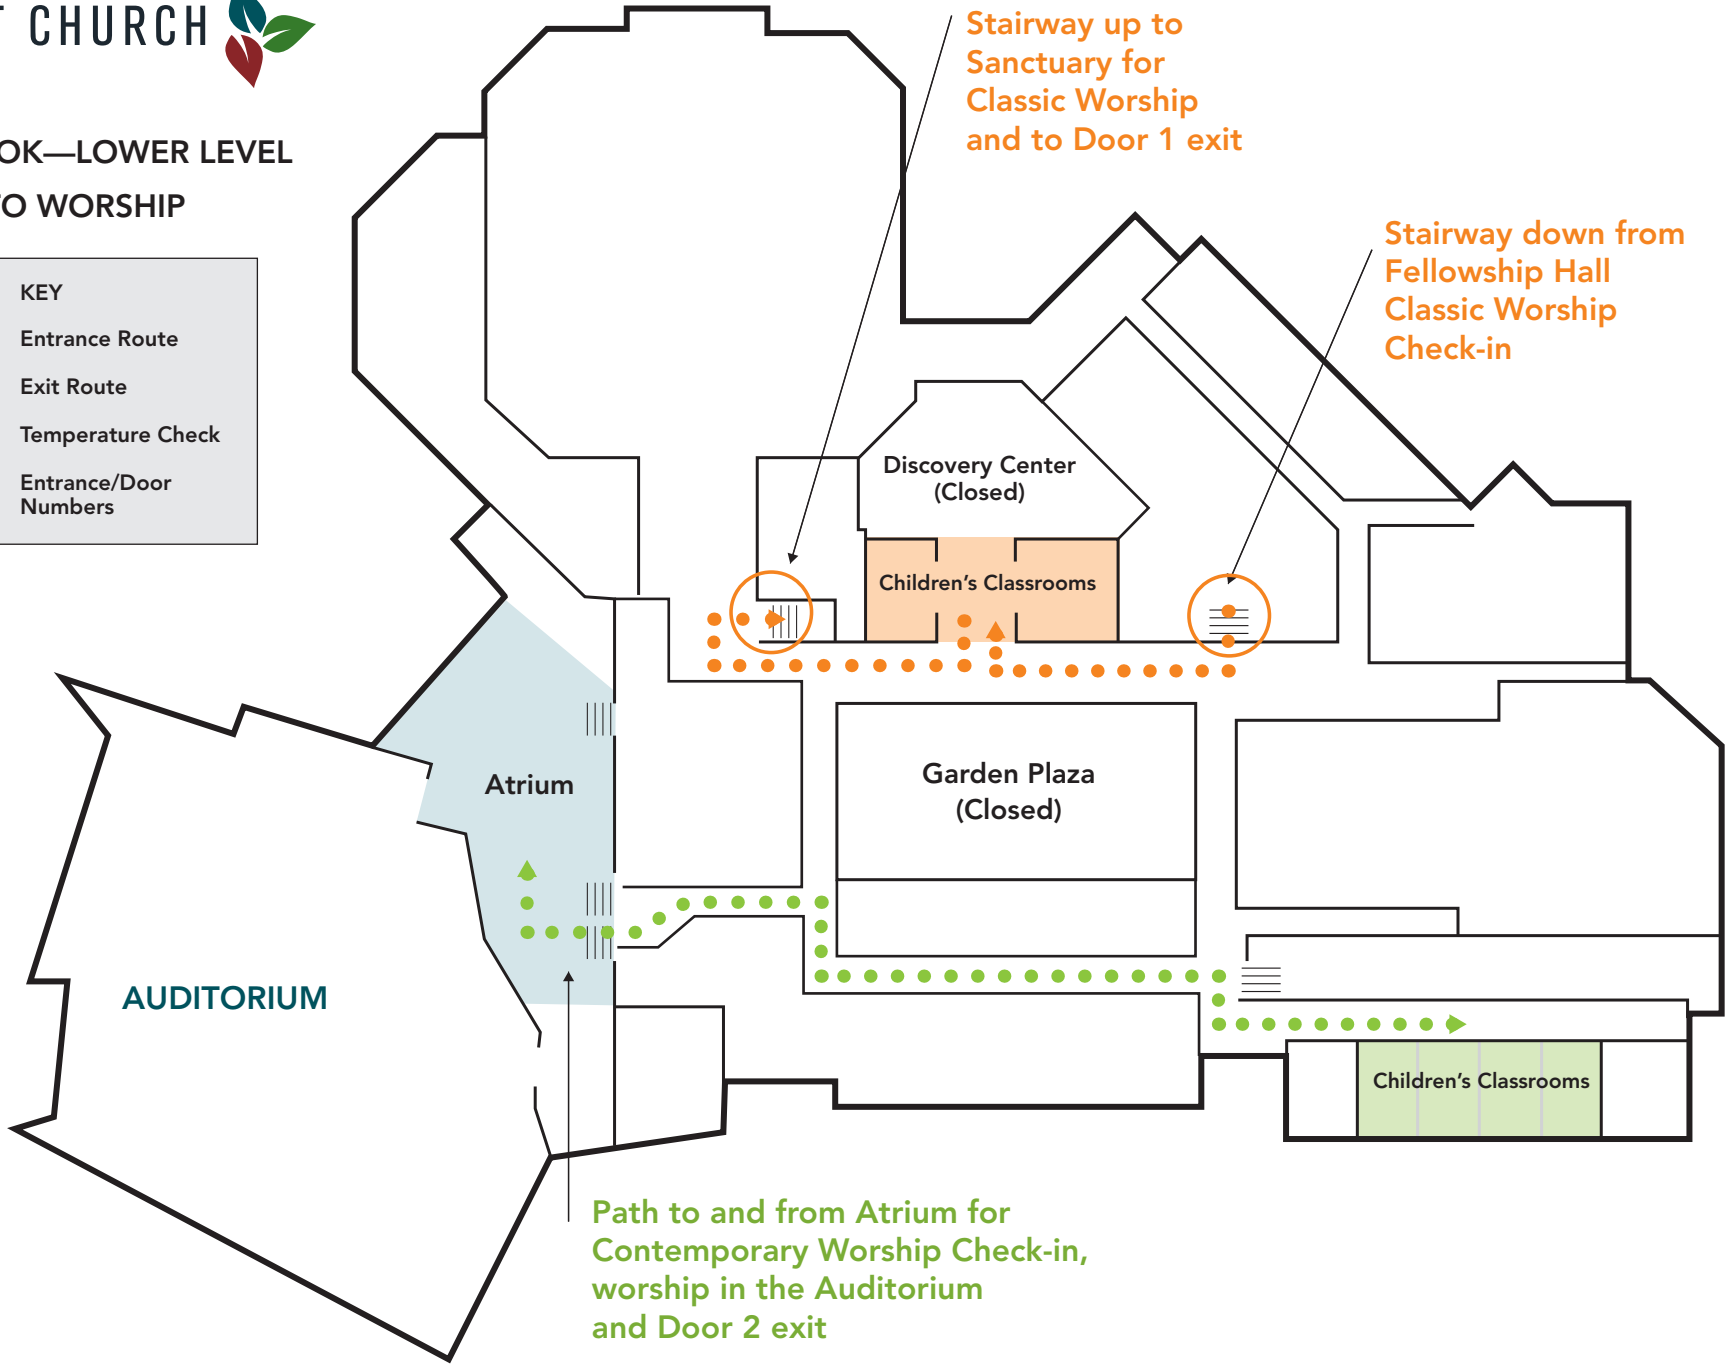 CHURCH
OK—LOWER LEVEL
TO WORSHIP
KEY
Entrance Route
Exit Route
Temperature Check
Entrance/Door
Numbers
Stairway up to
Sanctuary for
Classic Worship
and to Door 1 exit
Stairway down from
Fellowship Hall
Classic Worship
Check-in
Discovery Center
(Closed)
Children's Classrooms
Garden Plaza
(Closed)
Atrium
AUDITORIUM
Children's Classrooms
Path to and from Atrium for
Contemporary Worship Check-in,
worship in the Auditorium
and Door 2 exit